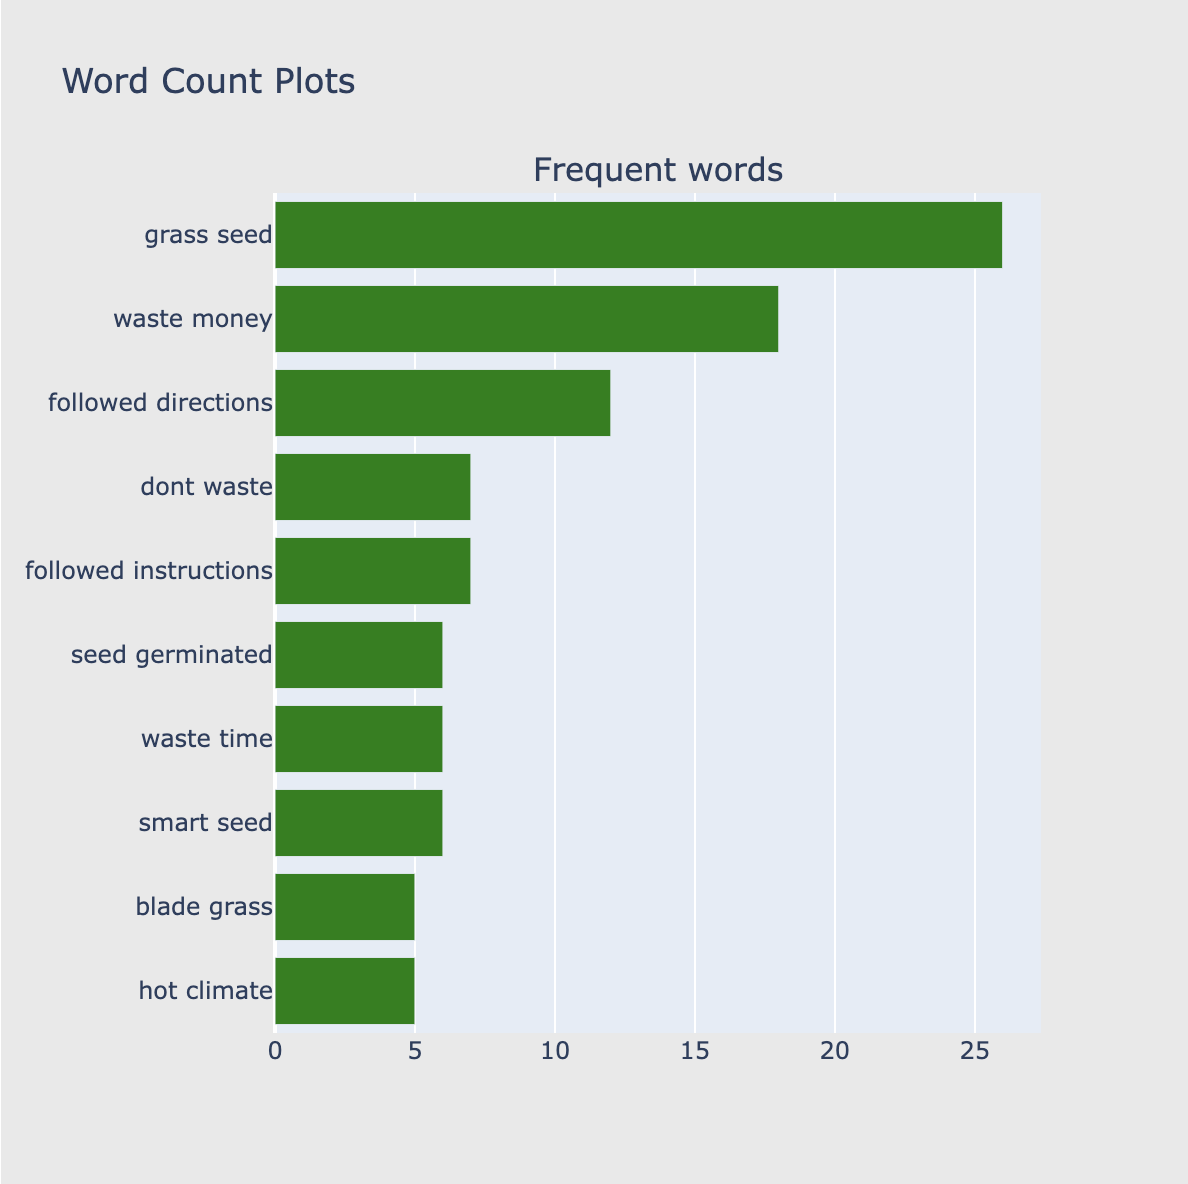 Word Count Plots
Frequent words
grass seed
waste money
followed directions
dont waste
followed instructions
seed germinated
waste time
smart seed
blade grass
hot climate
0 5 10 15 20 25